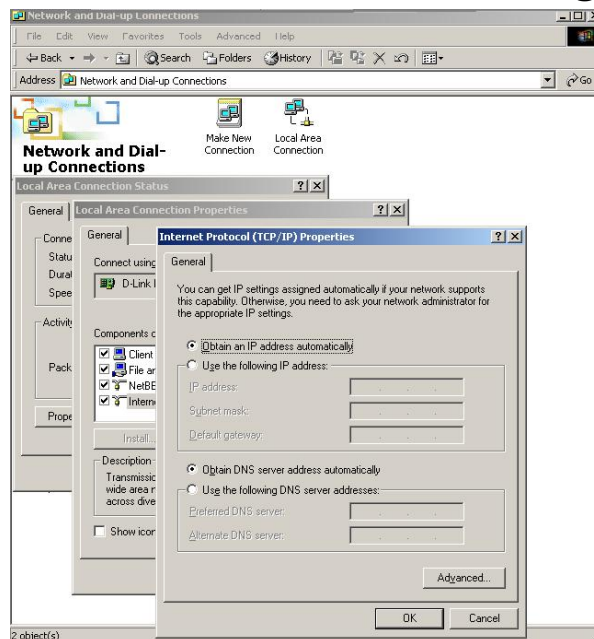 Network and Dial-up Connections
File Edit View Favorites Tools Advanced Help
Back Search Folders History
Address Network and Dial-up Connections Go
Network and Dial-
up Connections
Make New
Connection
Local Area
Connection
Local Area Connection Status
General
Conne
Statu
Durat
Spee
Activit
Pack
Prope
Local Area Connection Properties
General
Connect using
D-Link
Components c
Client
File ar
NetBE
Intern
Install...
Description
Transmissic
wide area r
across dive
Show icor
Internet Protocol (TCP/IP) Properties
General
You can get IP settings assigned automatically if your network supports
this capability. Otherwise, you need to ask your network administrator for
the appropriate IP settings.
Obtain an IP address automatically
Use the following IP address:
IP address:
Subnet mask:
Default gateway:
Obtain DNS server address automatically
Use the following DNS server addresses:
Preferred DNS server:
Alternate DNS server:
Advanced...
OK Cancel
2 object(s)